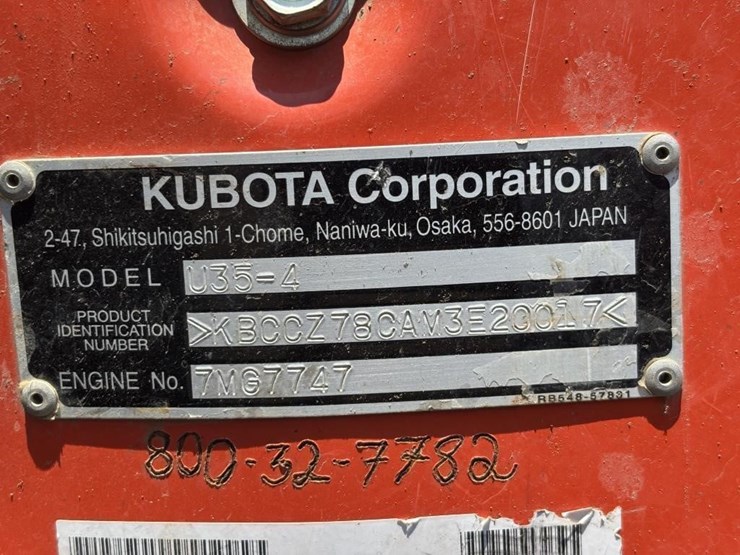 KUBOTA Corporation
2-47, Shikitsuhigashi 1-Chome, Naniwa-ku, Osaka, 556-8601 JAPAN
MODEL U35-4
PRODUCT
IDENTIFICATION >KBCCZ78CAM3E20017<
NUMBER
ENGINE No. 7MG7747
RB548-57831
800-32-7782